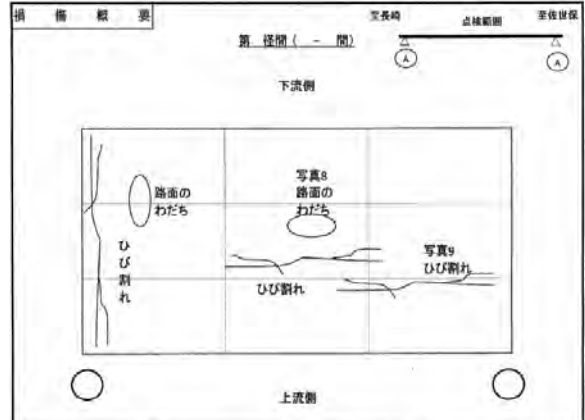 損傷概要
至長崎 点検範囲 至佐世保
第 径間( - 間)
A A
下流側
写真8
路面の
わだち
路面の
わだち
ひび割れ
写真9
ひび割れ
ひび割れ
上流側